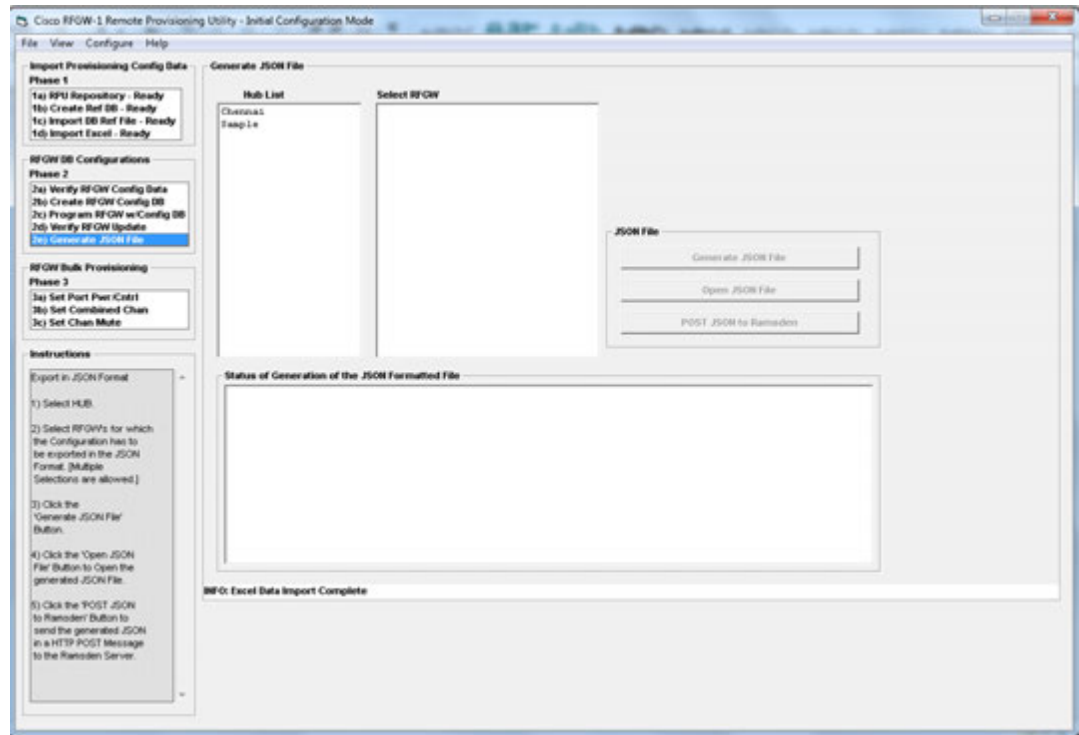 Cisco RFGW-1 Remote Provisioning Utility - Initial Configuration Mode
File View Configure Help
Import Provisioning Config Data
Phase 1
1a) RPU Repository - Ready
1b) Create Ref DB - Ready
1c) Import DB Ref File - Ready
1d) Import Excel - Ready
RFGW DB Configurations
Phase 2
2a) Verify RFGW Config Data
2b) Create RFGW Config DB
2c) Program RFGW w/Config DB
2d) Verify RFGW Update
2e) Generate JSON File
RFGW Bulk Provisioning
Phase 3
3a) Set Port Pwr/Cntrl
3b) Set Combined Chan
3c) Set Chan Mute
Instructions
Export in JSON Format
1) Select HUB.
2) Select RFGW's for which
the Configuration has to
be exported in the JSON
Format. [Multiple
Selections are allowed.]
3) Click the
'Generate JSON File'
Button.
4) Click the 'Open JSON
File' Button to Open the
generated JSON File.
5) Click the 'POST JSON
to Ramsden' Button to
send the generated JSON
in a HTTP POST Message
to the Ramsden Server.
Generate JSON File
Hub List
Chennai
Sample
Select RFGW
JSON File
Generate JSON File
Open JSON File
POST JSON to Ramsden
Status of Generation of the JSON Formatted File
INFO: Excel Data Import Complete